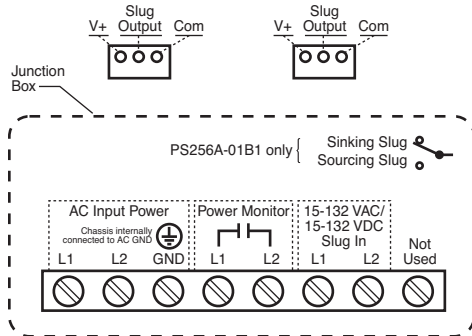 Slug
V+ Output Com
Slug
V+ Output Com
Junction
Box
PS256A-01B1 only
Sinking Slug
Sourcing Slug
AC Input Power
Chassis internally
connected to AC GND
L1 L2 GND
Power Monitor
L1 L2
15-132 VAC/
15-132 VDC
Slug In
L1 L2
Not
Used